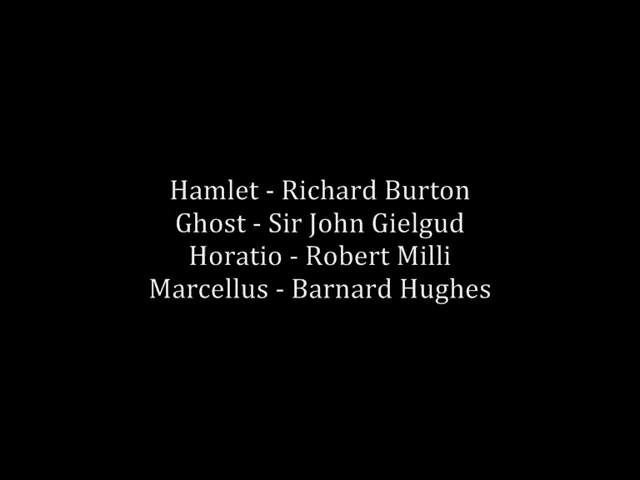 Hamlet - Richard Burton
Ghost - Sir John Gielgud
Horatio - Robert Milli
Marcellus - Barnard Hughes